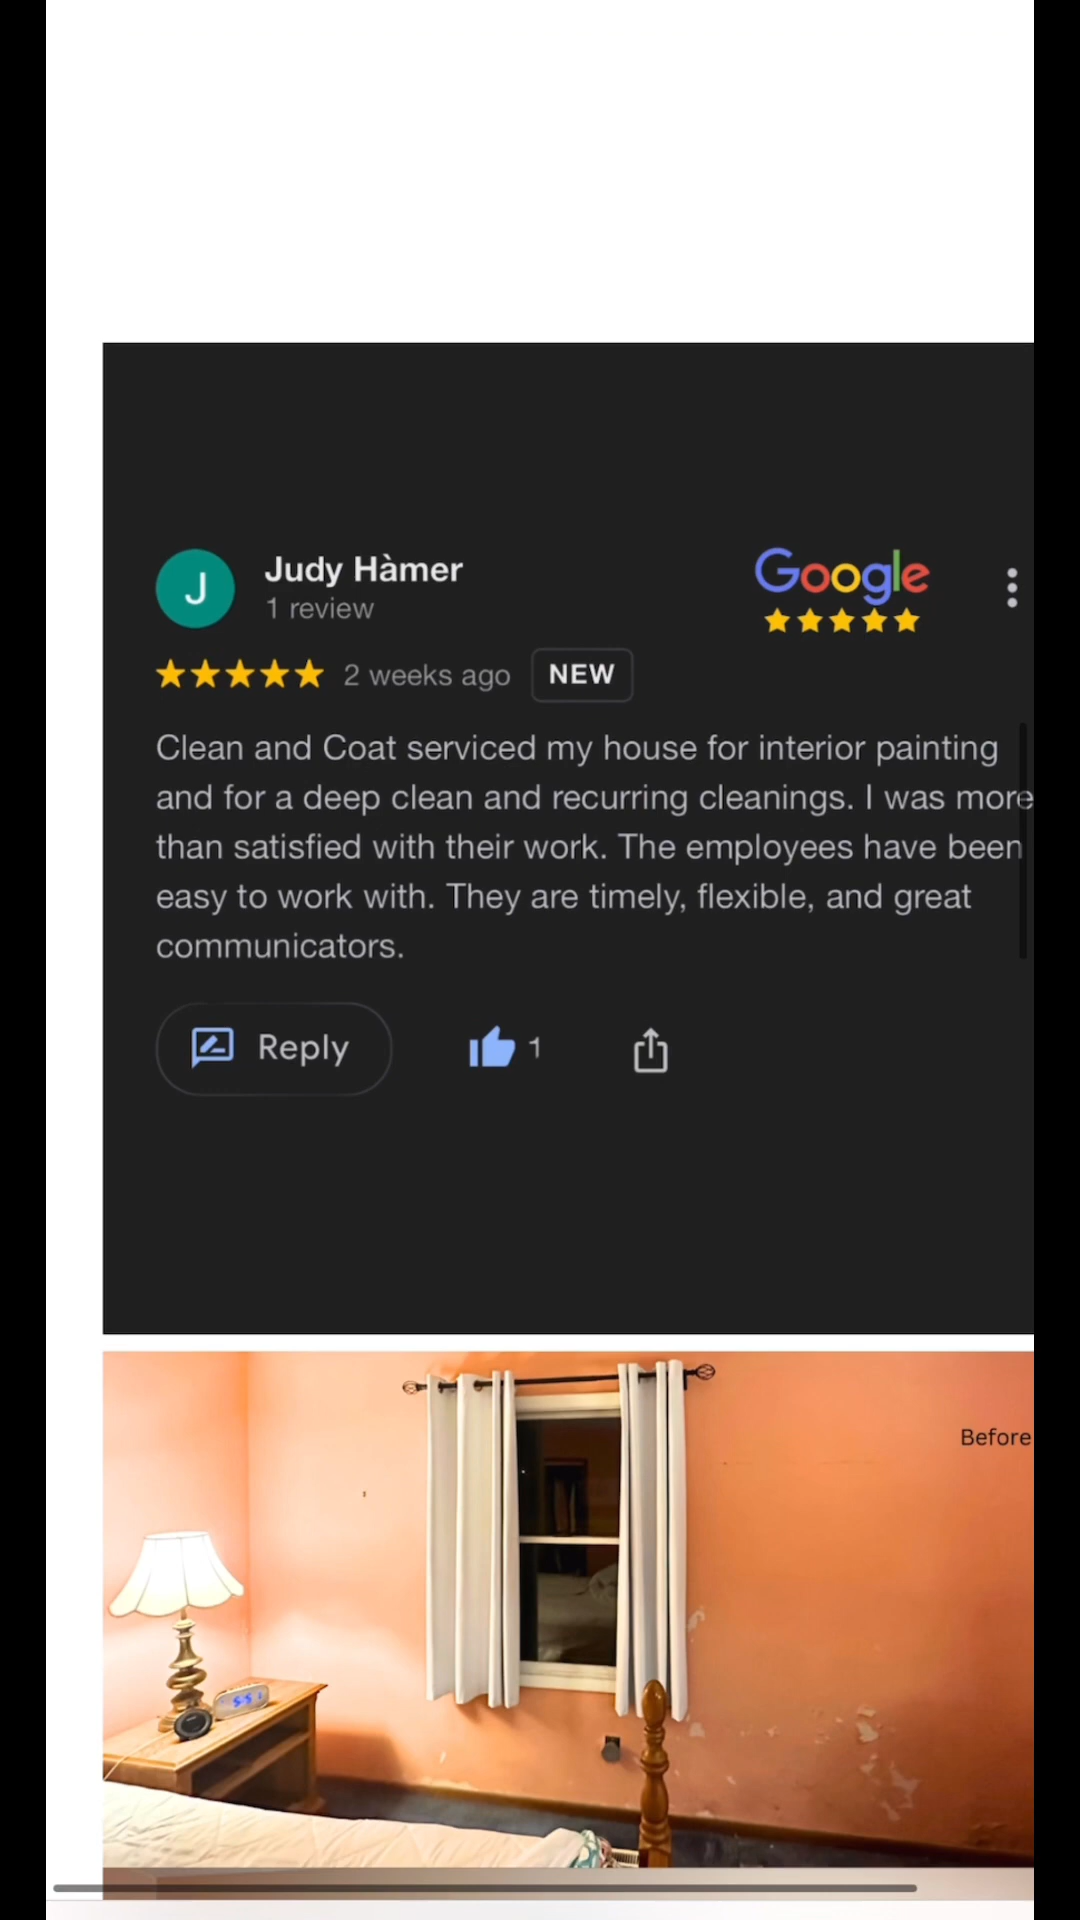 J
Judy Hàmer
1 review
Google
2 weeks ago NEW
Clean and Coat serviced my house for interior painting
and for a deep clean and recurring cleanings. I was more
than satisfied with their work. The employees have been
easy to work with. They are timely, flexible, and great
communicators.
Reply 1
Before